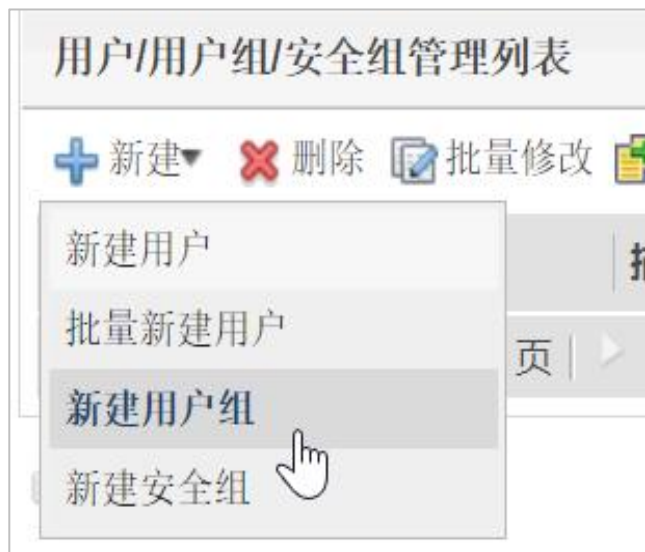 用户/用户组/安全组管理列表
新建 删除 批量修改
新建用户
批量新建用户
页
新建用户组
新建安全组